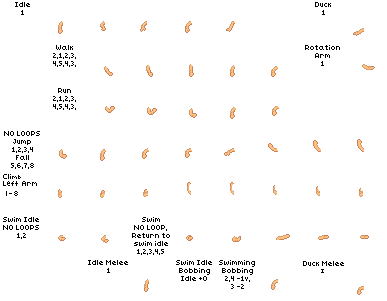 Idle
1
Duck
1
Walk
2,1,2,3,
4,5,4,3,
Rotation
Arm
1
Run
2,1,2,3,
4,5,4,3,
NO LOOPS
Jump
1,2,3,4
Fall
5,6,7,8
Climb
Left Arm
1-8
Swim Idle
NO LOOPS
1,2
Swim
NO LOOP,
Return to
swim idle
1,2,3,4,5
Swim Idle
Bobbing
Idle +0
Swimming
Bobbing
2,4 -1v,
3 -2
Idle Melee
1
Duck Melee
1